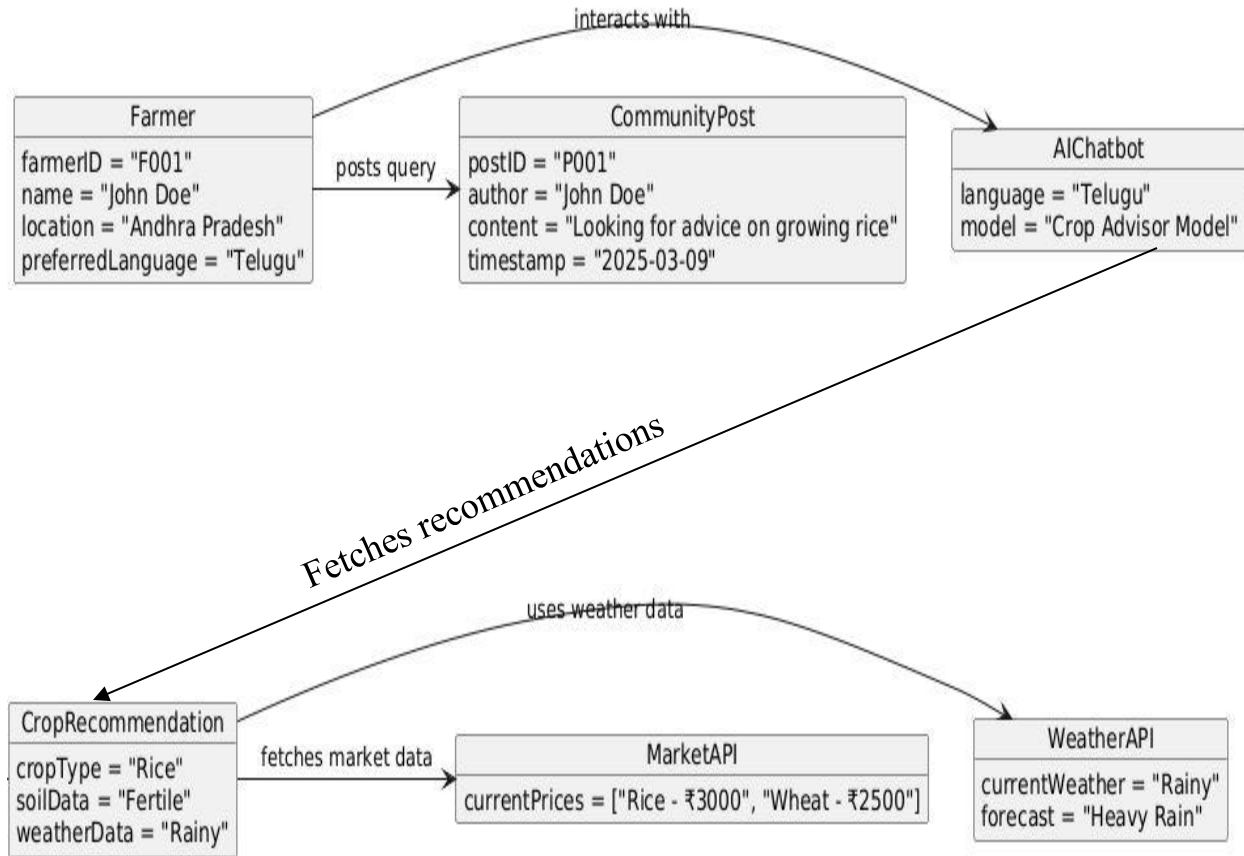 interacts with
Farmer
farmerID = "F001"
name = "John Doe"
location = "Andhra Pradesh"
preferredLanguage = "Telugu"
posts query
CommunityPost
postID = "P001"
author = "John Doe"
content = "Looking for advice on growing rice"
timestamp = "2025-03-09"
AIChatbot
language = "Telugu"
model = "Crop Advisor Model"
Fetches recommendations
uses weather data
CropRecommendation
cropType = "Rice"
soilData = "Fertile"
weatherData = "Rainy"
fetches market data
MarketAPI
currentPrices = ["Rice - ₹3000", "Wheat - ₹2500"]
WeatherAPI
currentWeather = "Rainy"
forecast = "Heavy Rain"